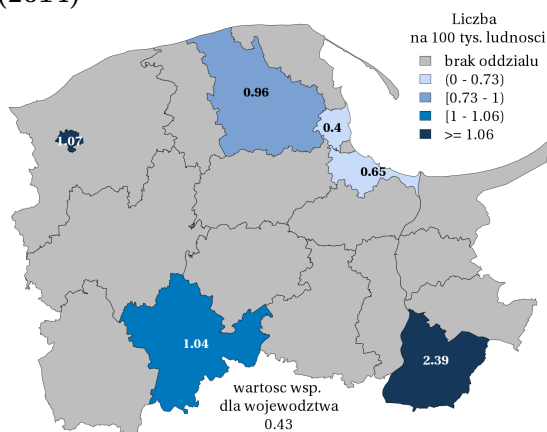 (2014)
Liczba
na 100 tys. ludnosci
brak oddzialu
(0 - 0.73)
[0.73 - 1)
[1 - 1.06)
>= 1.06
0.96
1.07
0.4
0.65
1.04
2.39
wartosc wsp.
dla wojewodztwa
0.43